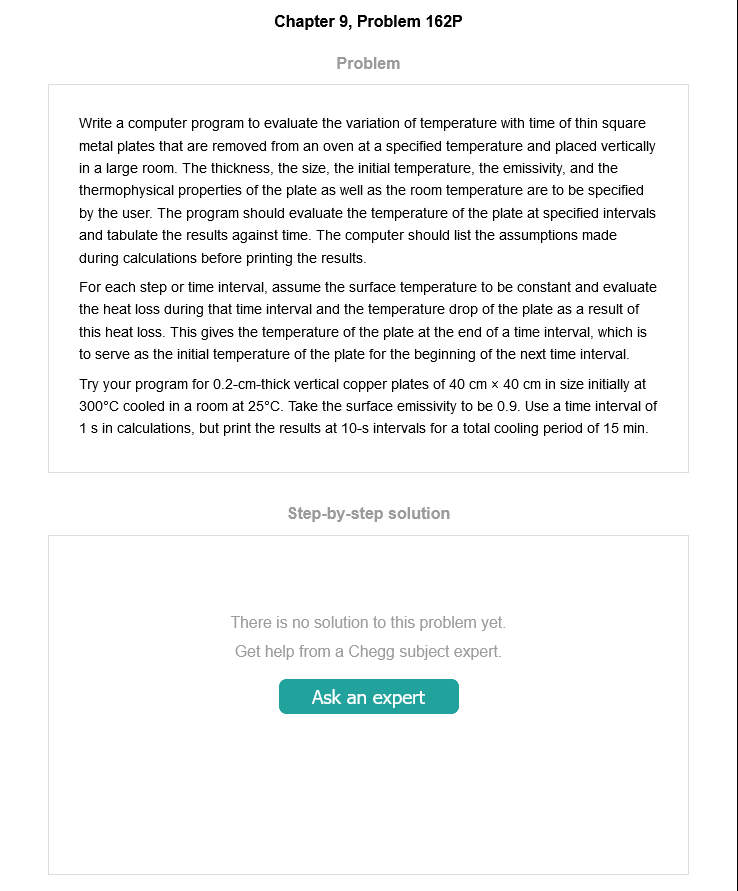 Chapter 9, Problem 162P
Problem
Write a computer program to evaluate the variation of temperature with time of thin square
metal plates that are removed from an oven at a specified temperature and placed vertically
in a large room. The thickness, the size, the initial temperature, the emissivity, and the
thermophysical properties of the plate as well as the room temperature are to be specified
by the user. The program should evaluate the temperature of the plate at specified intervals
and tabulate the results against time. The computer should list the assumptions made
during calculations before printing the results.
For each step or time interval, assume the surface temperature to be constant and evaluate
the heat loss during that time interval and the temperature drop of the plate as a result of
this heat loss. This gives the temperature of the plate at the end of a time interval, which is
to serve as the initial temperature of the plate for the beginning of the next time interval.
Try your program for 0.2-cm-thick vertical copper plates of 40 cm × 40 cm in size initially at
300°C cooled in a room at 25°C. Take the surface emissivity to be 0.9. Use a time interval of
1 s in calculations, but print the results at 10-s intervals for a total cooling period of 15 min.
Step-by-step solution
There is no solution to this problem yet.
Get help from a Chegg subject expert.
Ask an expert